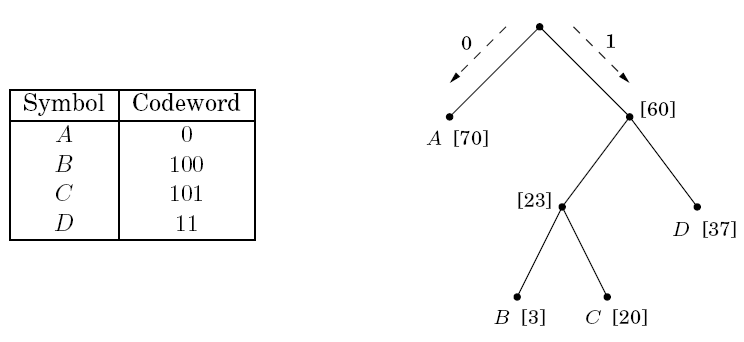 Symbol Codeword
A 0
B 100
C 101
D 11
0 1
[60]
A [70]
[23]
D [37]
B [3] C [20]